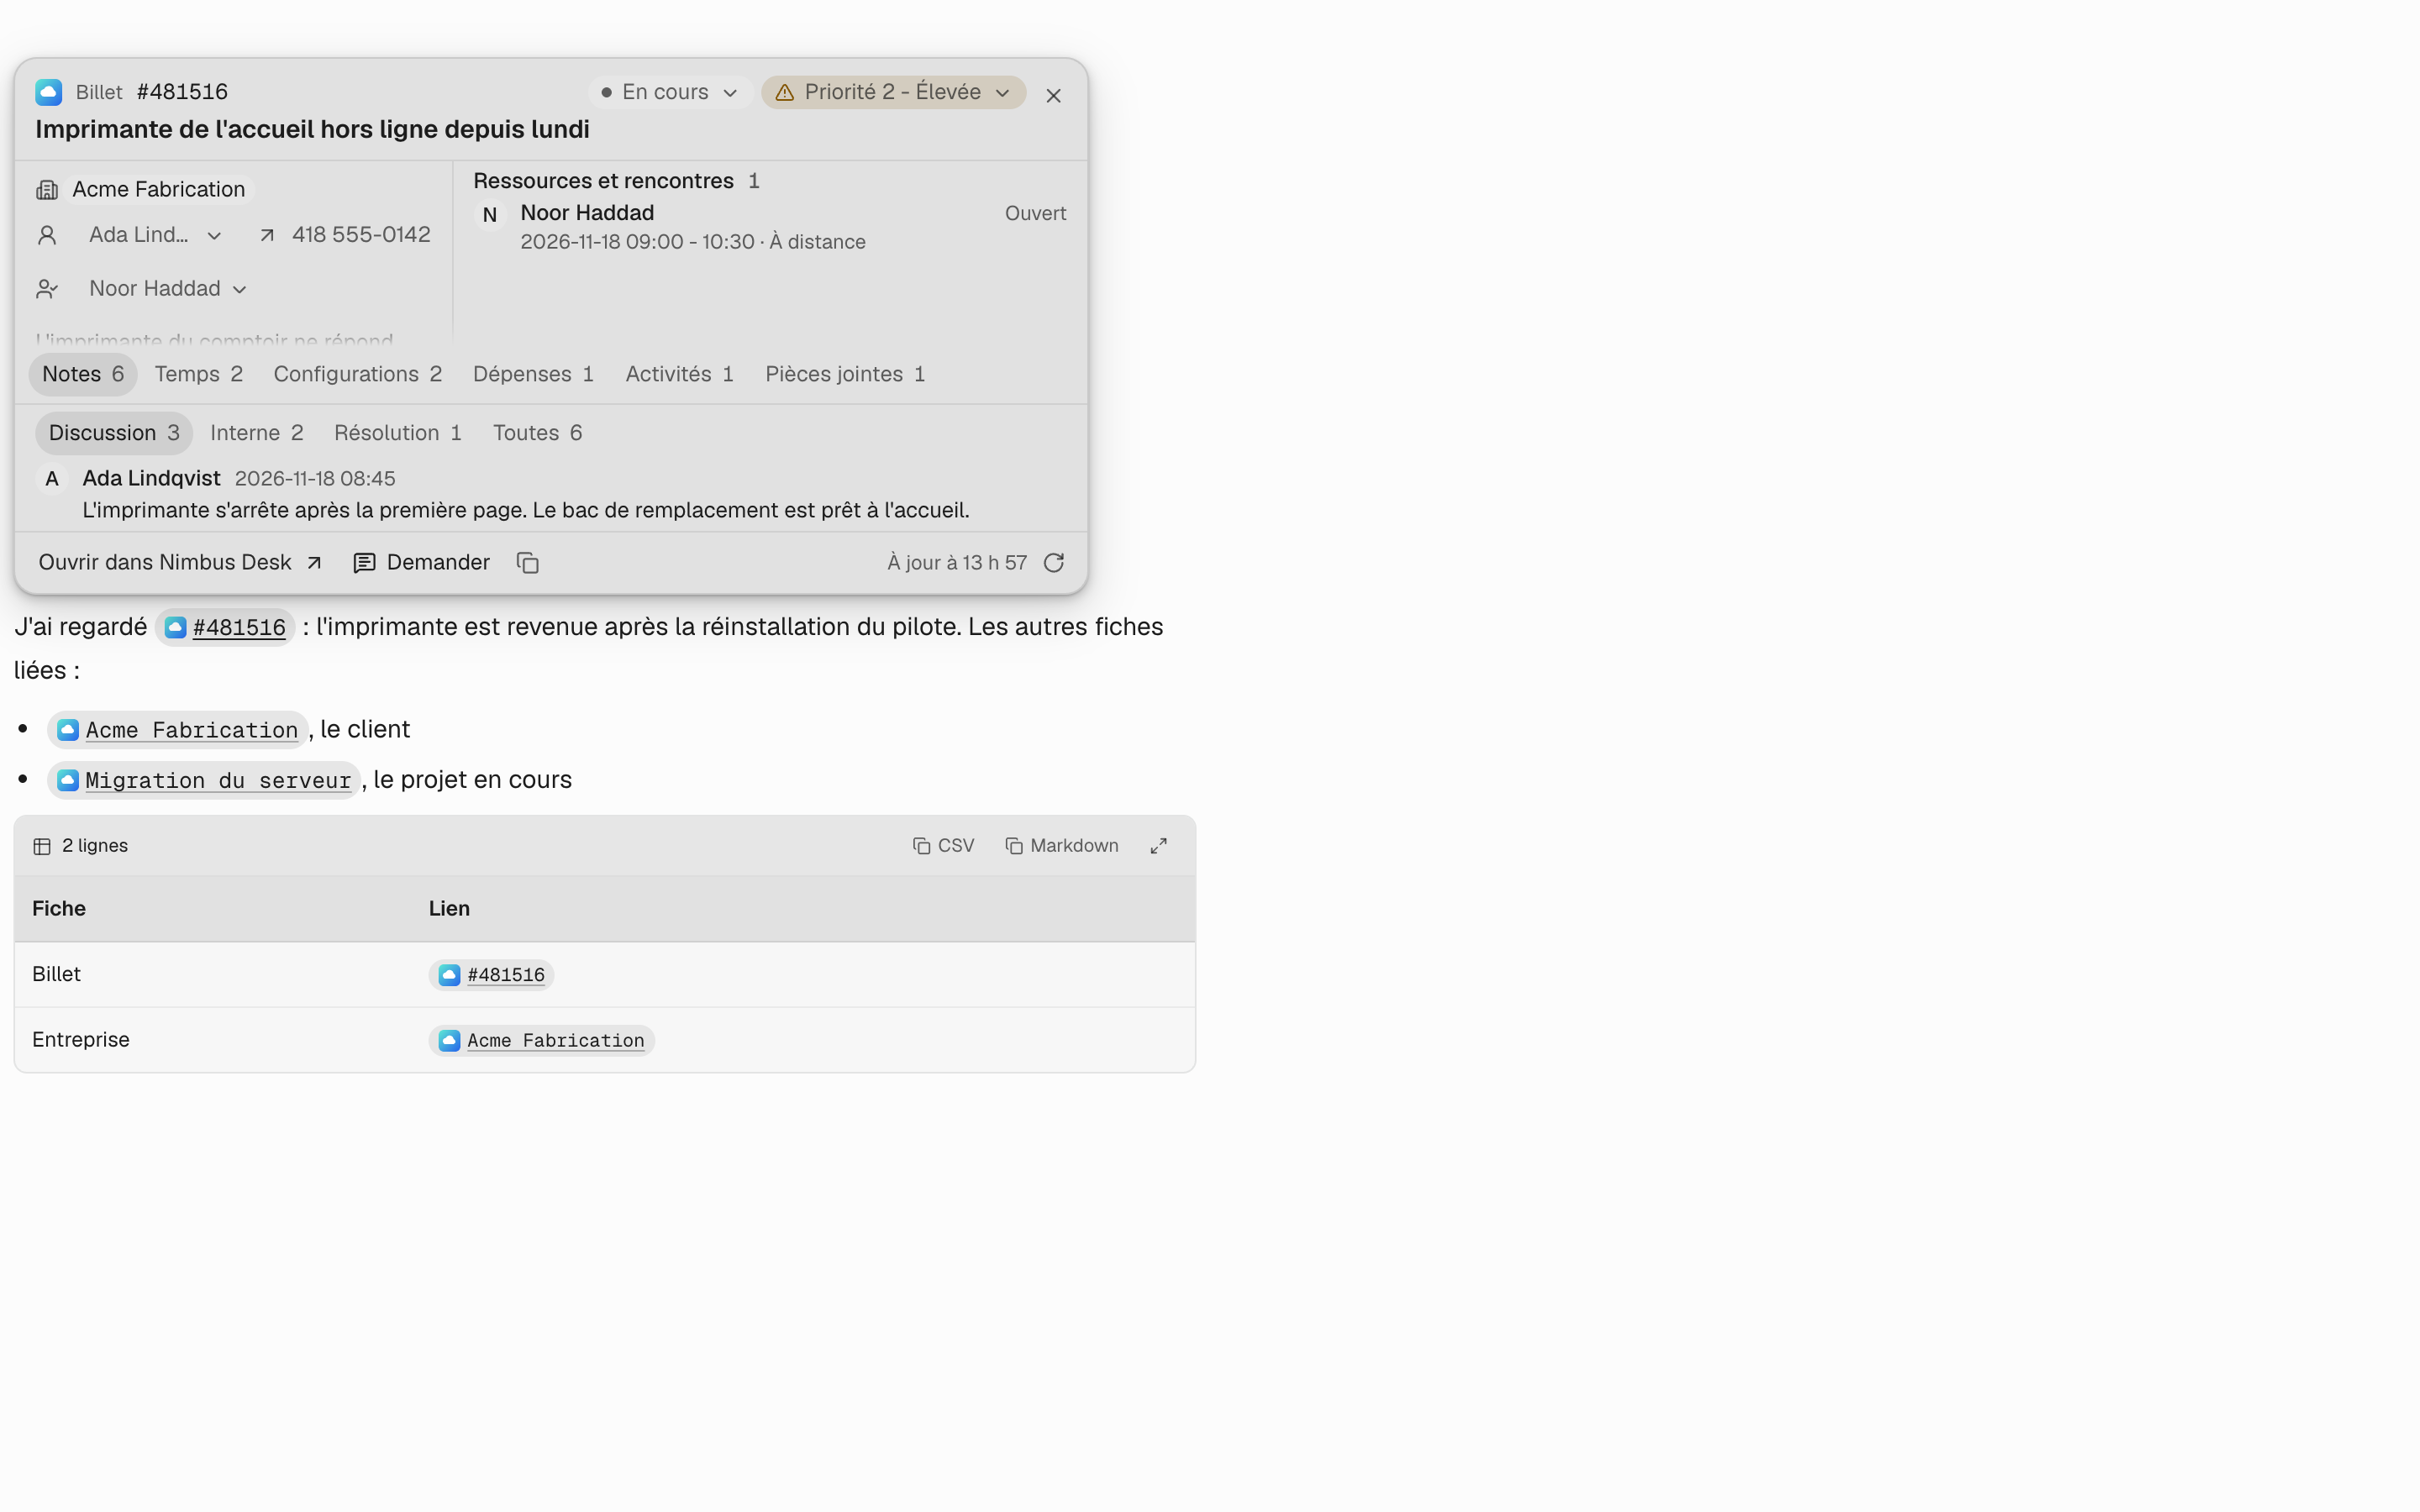 Billet #481516
En cours
Priorité 2 - Élevée
Imprimante de l'accueil hors ligne depuis lundi
Acme Fabrication
Ada Lind... 418 555-0142
Noor Haddad
L'imprimante du comptoir ne répond
Ressources et rencontres 1
N Noor Haddad Ouvert
2026-11-18 09:00 - 10:30 · À distance
Notes 6 Temps 2 Configurations 2 Dépenses 1 Activités 1 Pièces jointes 1
Discussion 3 Interne 2 Résolution 1 Toutes 6
A Ada Lindqvist 2026-11-18 08:45
L'imprimante s'arrête après la première page. Le bac de remplacement est prêt à l'accueil.
Ouvrir dans Nimbus Desk Demander À jour à 13 h 57
J'ai regardé #481516 : l'imprimante est revenue après la réinstallation du pilote. Les autres fiches
liées :
• Acme Fabrication, le client
• Migration du serveur, le projet en cours
2 lignes CSV Markdown
Fiche Lien
Billet #481516
Entreprise Acme Fabrication